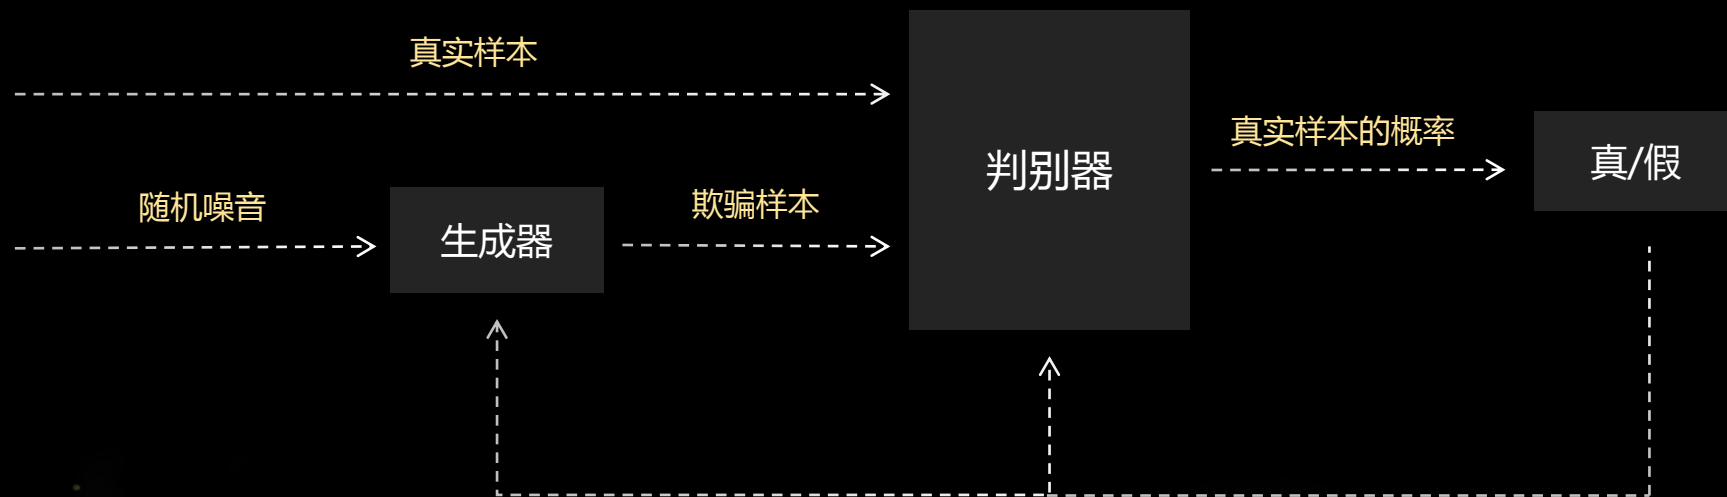 真实样本
随机噪音
生成器
欺骗样本
判别器
真实样本的概率
真/假